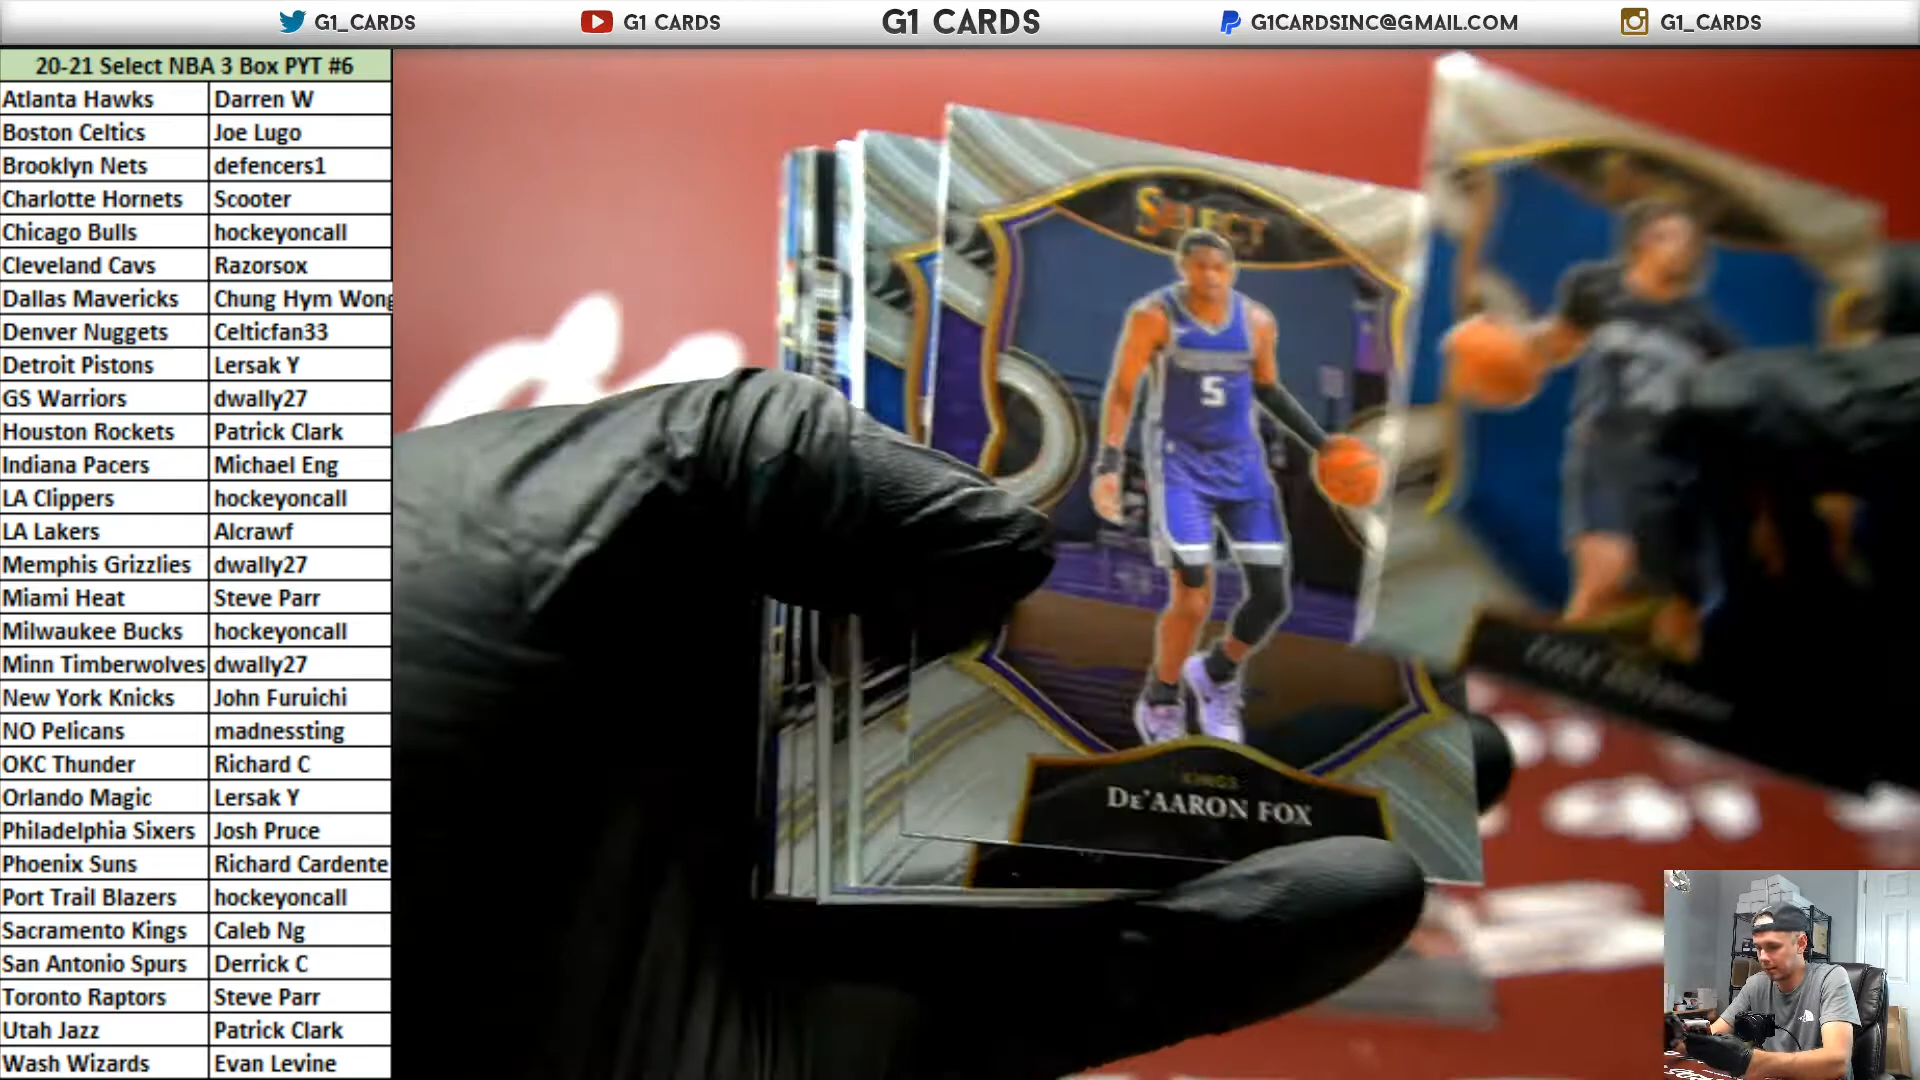 G1_CARDS
G1 CARDS
G1 CARDS
G1CARDSINC@GMAIL.COM
G1_CARDS
20-21 Select NBA 3 Box PYT #6
Atlanta Hawks Darren W
Boston Celtics Joe Lugo
Brooklyn Nets defencers1
Charlotte Hornets Scooter
Chicago Bulls hockeyoncall
Cleveland Cavs Razorsox
Dallas Mavericks Chung Hym Wong
Denver Nuggets Celticfan33
Detroit Pistons Lersak Y
GS Warriors dwally27
Houston Rockets Patrick Clark
Indiana Pacers Michael Eng
LA Clippers hockeyoncall
LA Lakers Alcrawf
Memphis Grizzlies dwally27
Miami Heat Steve Parr
Milwaukee Bucks hockeyoncall
Minn Timberwolves dwally27
New York Knicks John Furuichi
NO Pelicans madnessting
OKC Thunder Richard C
Orlando Magic Lersak Y
Philadelphia Sixers Josh Pruce
Phoenix Suns Richard Cardente
Port Trail Blazers hockeyoncall
Sacramento Kings Caleb Ng
San Antonio Spurs Derrick C
Toronto Raptors Steve Parr
Utah Jazz Patrick Clark
Wash Wizards Evan Levine
SELECT
5
KINGS
DE'AARON FOX